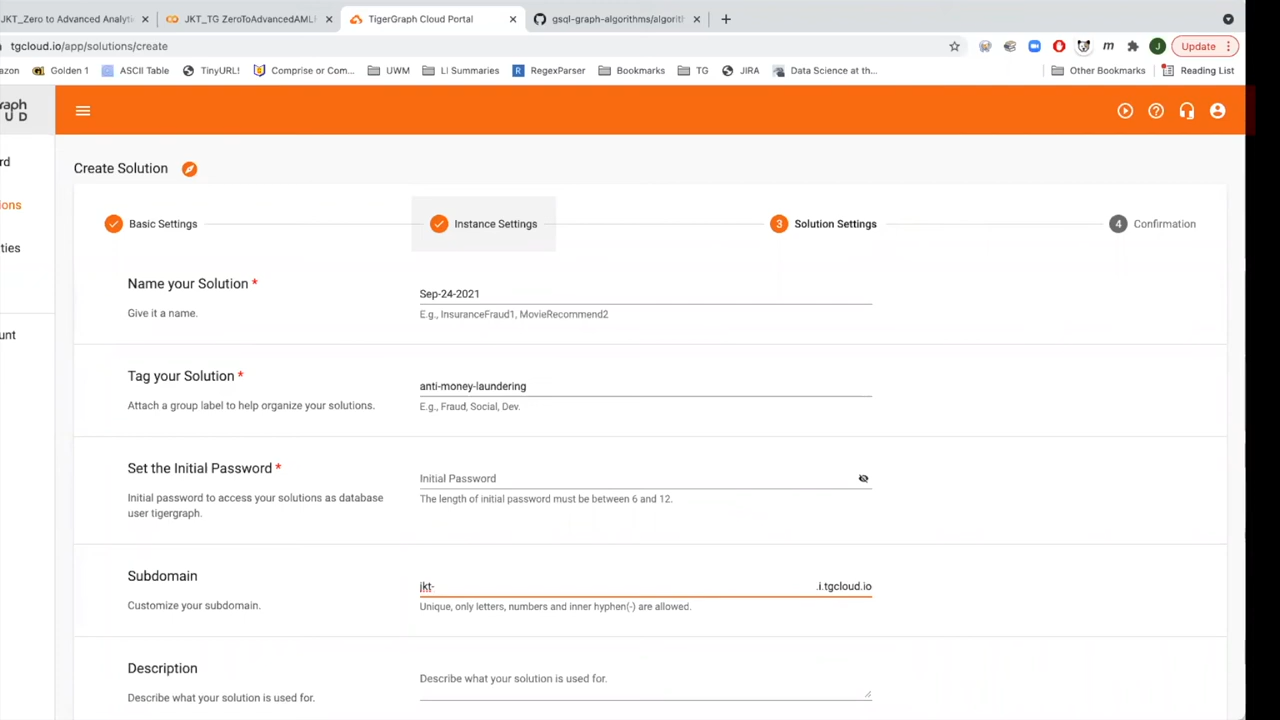 JKT_Zero to Advanced Analyti
JKT_TG ZeroToAdvancedAML
TigerGraph Cloud Portal
gsql-graph-algorithms/algorith
tgcloud.io/app/solutions/create
m
J
Update
azon
Golden 1
ASCII Table
TinyURL!
Comprise or Com...
UWM
LI Summaries
R
RegexParser
Bookmarks
TG
JIRA
Data Science at th...
Other Bookmarks
Reading List
raph
U D
rd
ions
ties
unt
Create Solution
Basic Settings
Instance Settings
3 Solution Settings
4 Confirmation
Name your Solution *
Give it a name.
Sep-24-2021
E.g., InsuranceFraud1, MovieRecommend2
Tag your Solution *
Attach a group label to help organize your solutions.
anti-money-laundering
E.g., Fraud, Social, Dev.
Set the Initial Password *
Initial password to access your solutions as database
user tigergraph.
Initial Password
The length of initial password must be between 6 and 12.
Subdomain
Customize your subdomain.
jkt-
.i.tgcloud.io
Unique, only letters, numbers and inner hyphen(-) are allowed.
Description
Describe what your solution is used for.
Describe what your solution is used for.